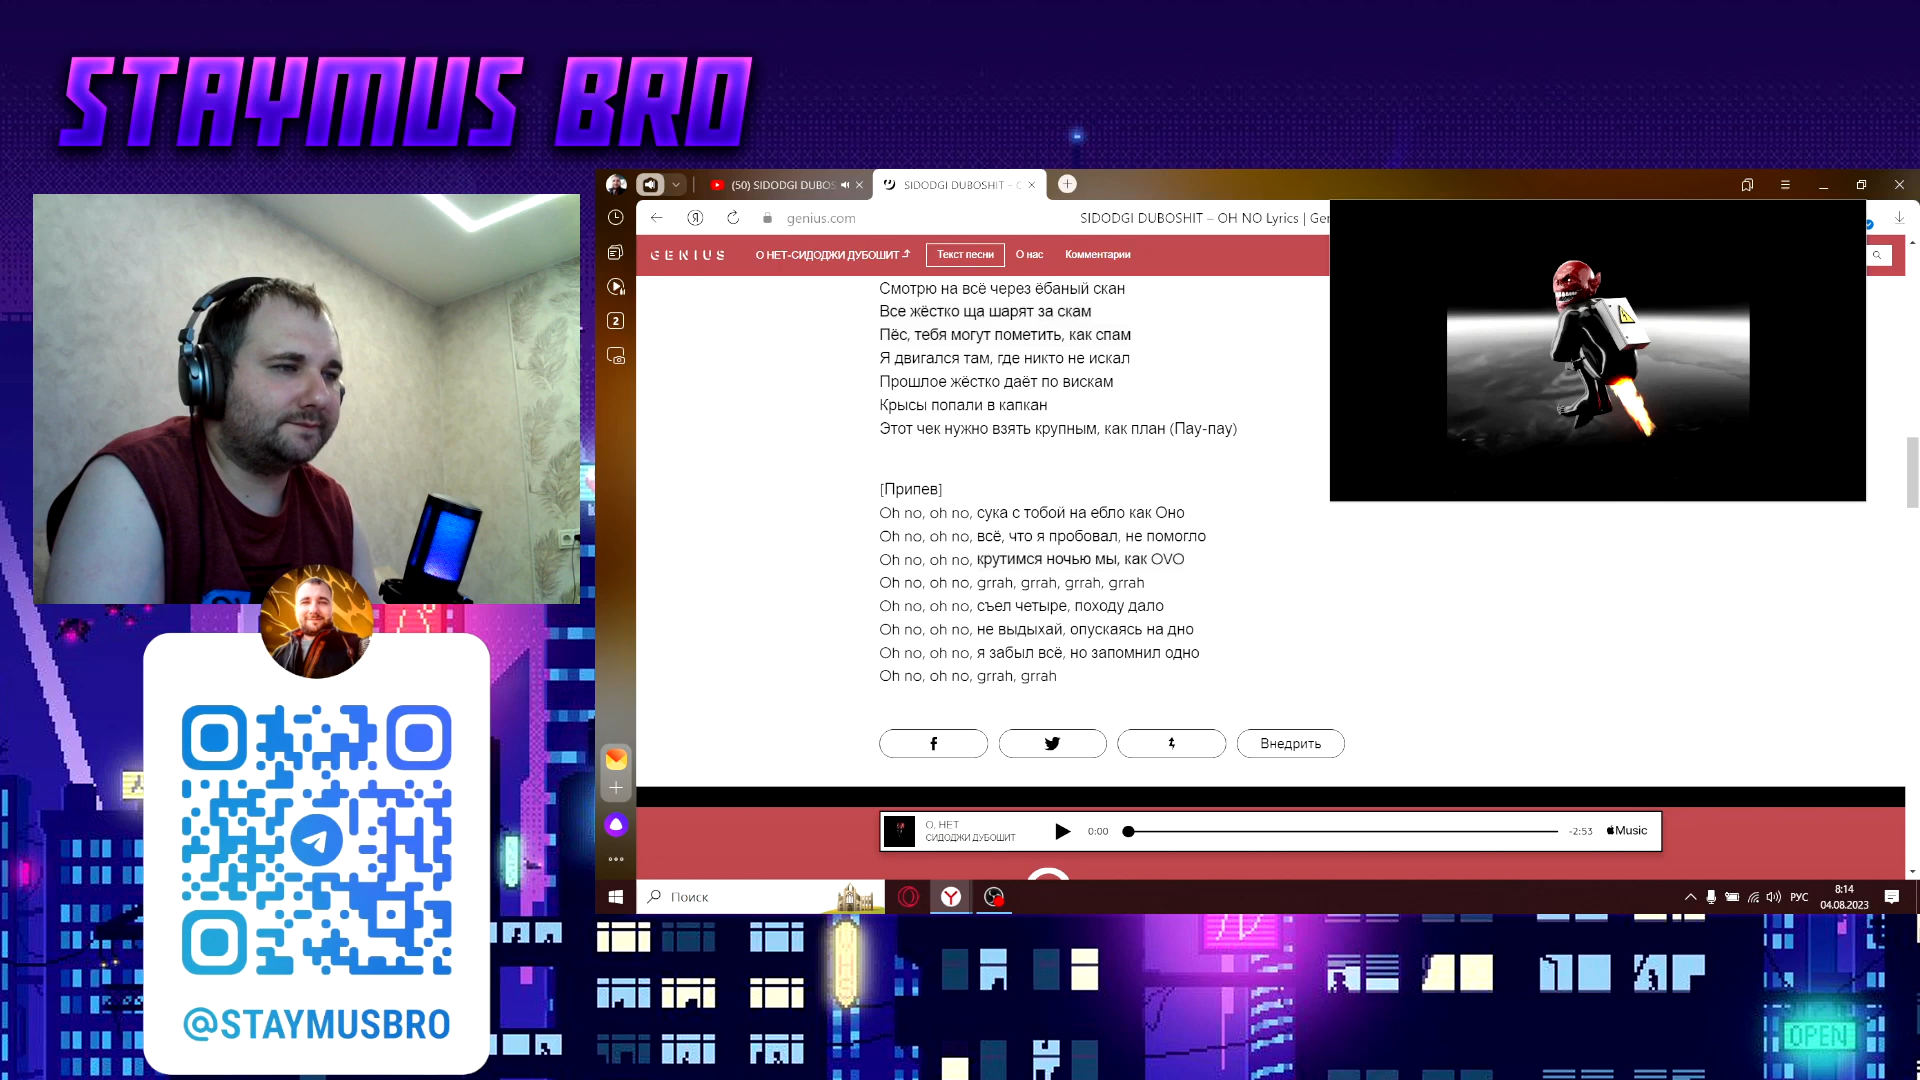 STAYMUS BRO
(50) SIDODGI DUBOS
SIDODGI DUBOSHIT - C
genius.com
SIDODGI DUBOSHIT – OH NO Lyrics | Ger
GENIUS
О НЕТ-СИДОДЖИ ДУБОШИТ
Текст песни
О нас
Комментарии
Смотрю на всё через ёбаный скан
Все жёстко ща шарят за скам
Пёс, тебя могут пометить, как спам
Я двигался там, где никто не искал
Прошлое жёстко даёт по вискам
Крысы попали в капкан
Этот чек нужно взять крупным, как план (Пау-пау)
[Припев]
Oh no, oh no, сука с тобой на ебло как Оно
Oh no, oh no, всё, что я пробовал, не помогло
Oh no, oh no, крутимся ночью мы, как OVO
Oh no, oh no, grrah, grrah, grrah, grrah
Oh no, oh no, съел четыре, походу дало
Oh no, oh no, не выдыхай, опускаясь на дно
Oh no, oh no, я забыл всё, но запомнил одно
Oh no, oh no, grrah, grrah
Внедрить
О, НЕТ
СИДОДЖИ ДУБОШИТ
0:00
-2:53
Music
2
Поиск
РУС
8:14
04.08.2023
@STAYMUSBRO
OPEN